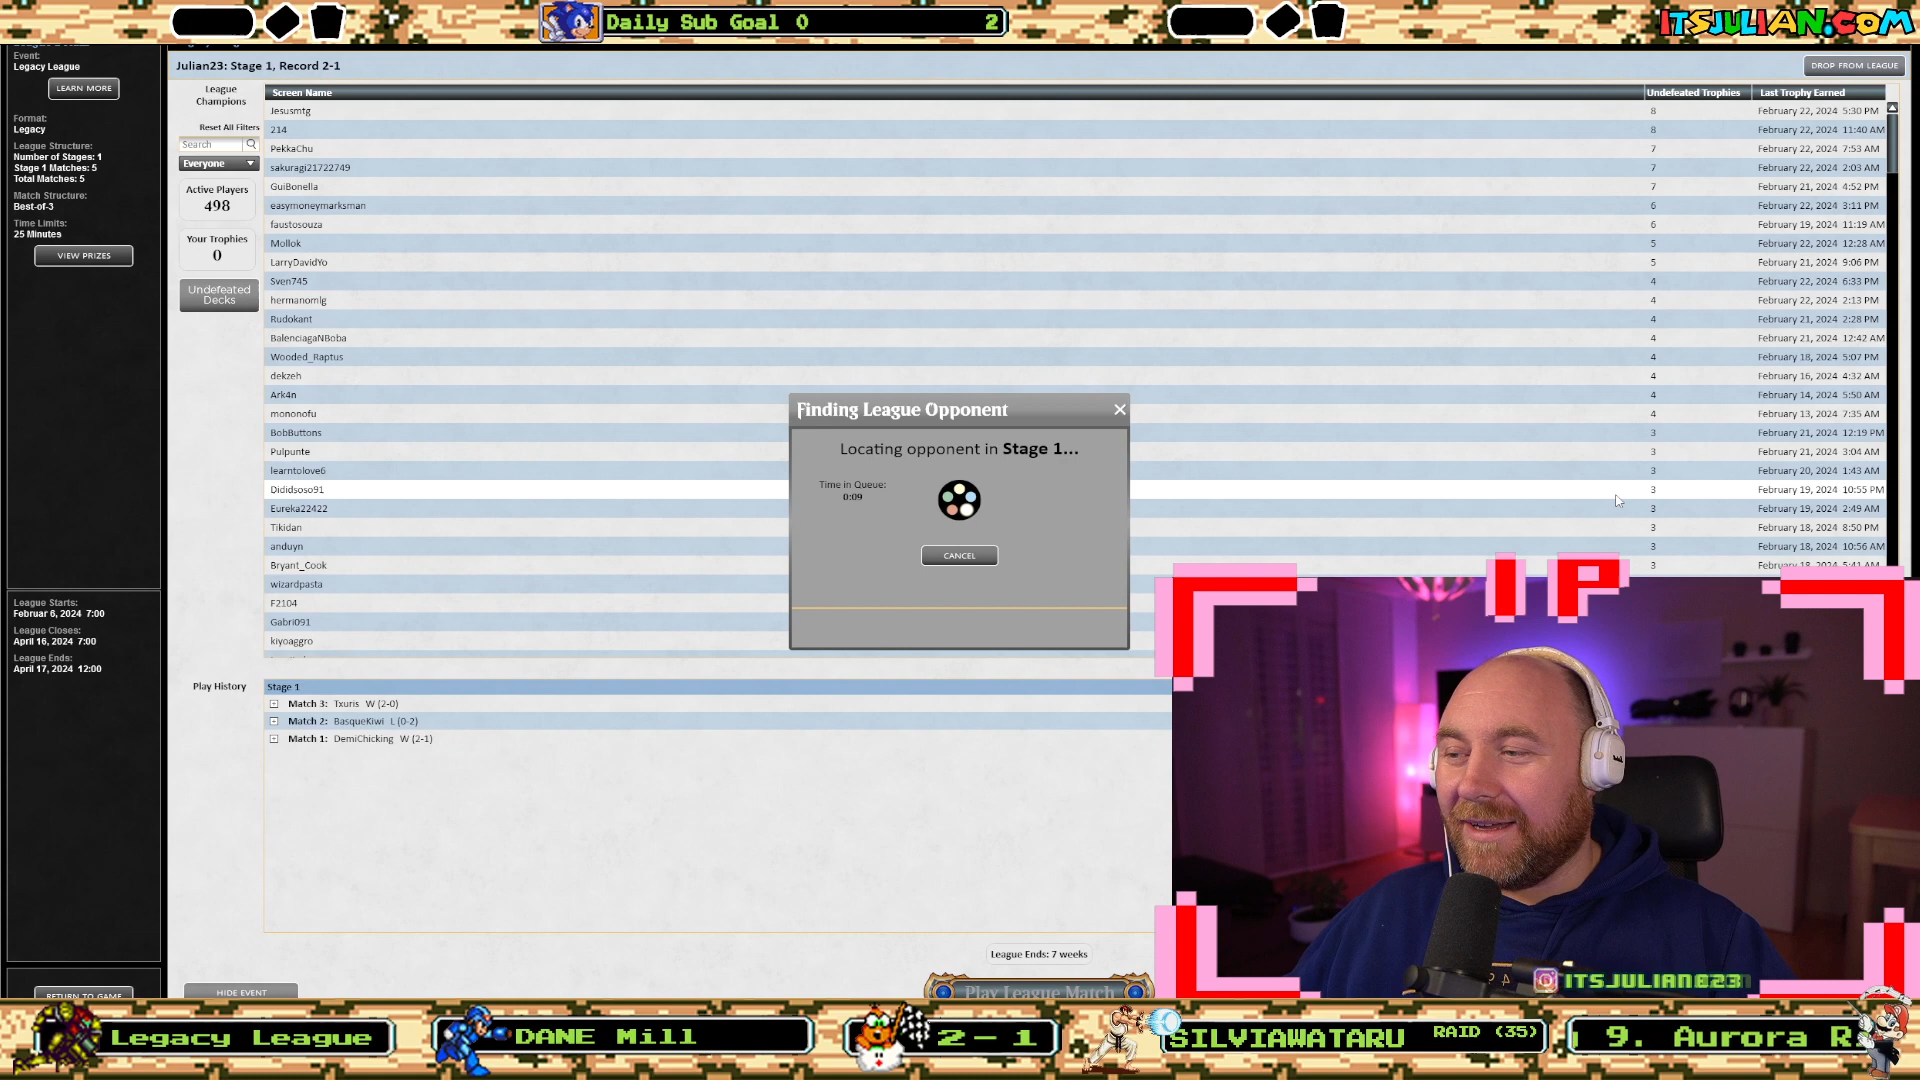 Daily Sub Goal 0 2
ITSJULIAN.COM
Event:
Legacy League
LEARN MORE
Format:
Legacy
League Structure:
Number of Stages: 1
Stage 1 Matches: 5
Total Matches: 5
Match Structure:
Best-of-3
Time Limits:
25 Minutes
VIEW PRIZES
League Starts:
Februar 6, 2024 7:00
League Closes:
April 16, 2024 7:00
League Ends:
April 17, 2024 12:00
RETURN TO GAME
Julian23: Stage 1, Record 2-1
DROP FROM LEAGUE
League Champions
Reset All Filters
Search
Everyone
Active Players
498
Your Trophies
0
Undefeated Decks
Screen Name Undefeated Trophies Last Trophy Earned
Jesusmtg 8 February 22, 2024 5:30 PM
214 8 February 22, 2024 11:40 AM
PekkaChu 7 February 22, 2024 7:53 AM
sakuragi21722749 7 February 22, 2024 2:03 AM
GuiBonella 7 February 21, 2024 4:52 PM
easymoneymarksman 6 February 22, 2024 3:11 PM
faustosouza 6 February 19, 2024 11:19 AM
Mollok 5 February 22, 2024 12:28 AM
LarryDavidYo 5 February 21, 2024 9:06 PM
Sven745 4 February 22, 2024 6:33 PM
hermanomlg 4 February 22, 2024 2:13 PM
Rudokant 4 February 21, 2024 2:28 PM
BalenciagaNBoba 4 February 21, 2024 12:42 AM
Wooded_Raptus 4 February 18, 2024 5:07 PM
dekzeh 4 February 16, 2024 4:32 AM
Ark4n 4 February 14, 2024 5:50 AM
mononofu 4 February 13, 2024 7:35 AM
BobButtons 3 February 21, 2024 12:19 PM
Pulpunte 3 February 21, 2024 3:04 AM
learntolove6 3 February 20, 2024 1:43 AM
Dididsoso91 3 February 19, 2024 10:55 PM
Eureka22422 3 February 19, 2024 2:49 AM
Tikidan 3 February 18, 2024 8:50 PM
anduyn 3 February 18, 2024 10:56 AM
Bryant_Cook 3 February 18, 2024 5:41 AM
wizardpasta
F2104
Gabri091
kiyoaggro
Finding League Opponent
Locating opponent in Stage 1...
Time in Queue:
0:09
CANCEL
Play History
Stage 1
Match 3: Txuris W (2-0)
Match 2: BasqueKiwi L (0-2)
Match 1: DemiChicking W (2-1)
League Ends: 7 weeks
HIDE EVENT
Play League Match
1P
ITSJULIAN823
Legacy League
DANE Mill
2-1
SILVIAWATARU RAID (35)
9. Aurora R